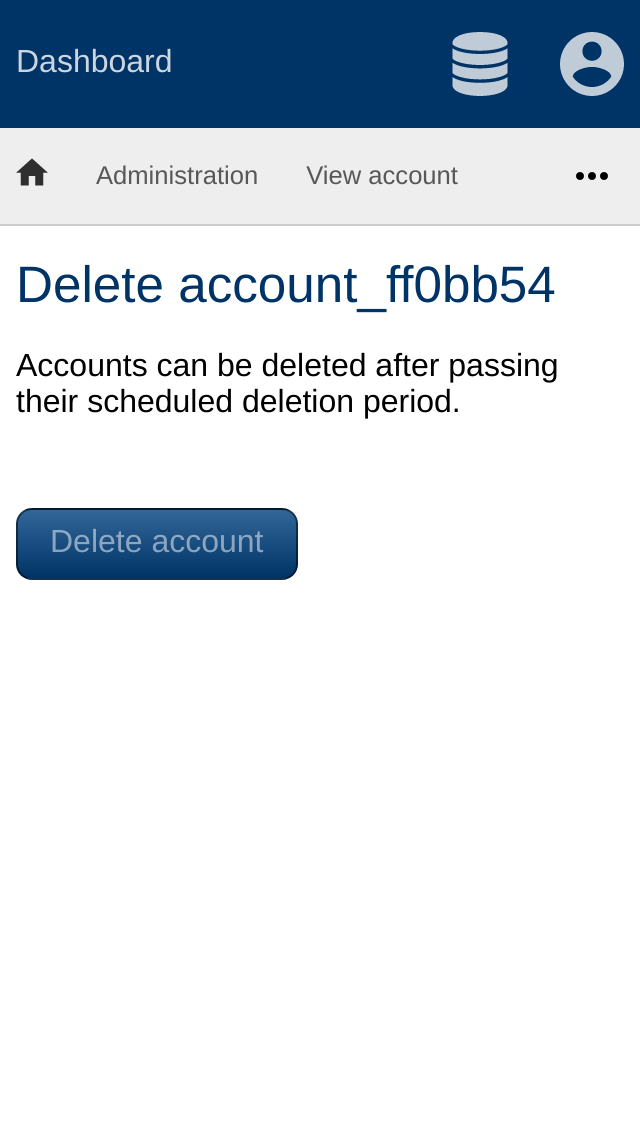 Dashboard
Administration View account
Delete account_ff0bb54
Accounts can be deleted after passing
their scheduled deletion period.
Delete account